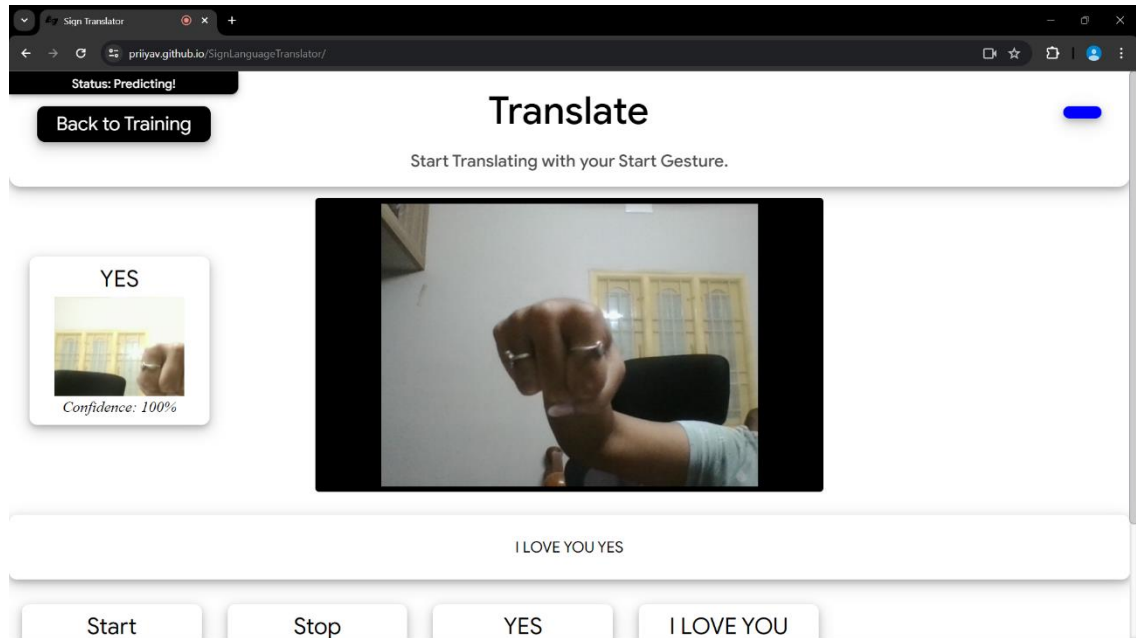 Sign Translator
priiyav.github.io/SignLanguageTranslator/
Status: Predicting!
Back to Training
Translate
Start Translating with your Start Gesture.
YES
Confidence: 100%
I LOVE YOU YES
Start
Stop
YES
I LOVE YOU